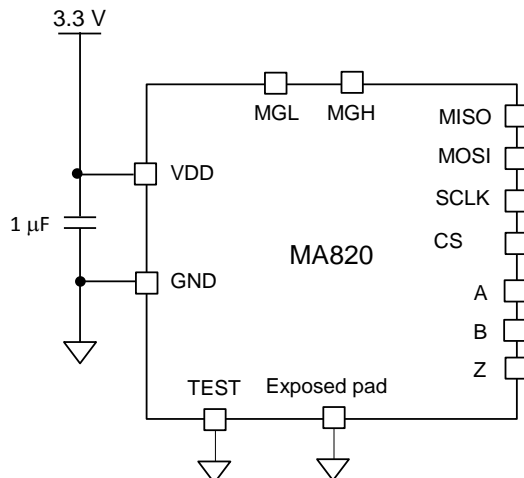 3.3 V
MGL MGH
MISO
MOSI
VDD
SCLK
1 μF
CS
MA820
GND
A
B
Z
TEST Exposed pad